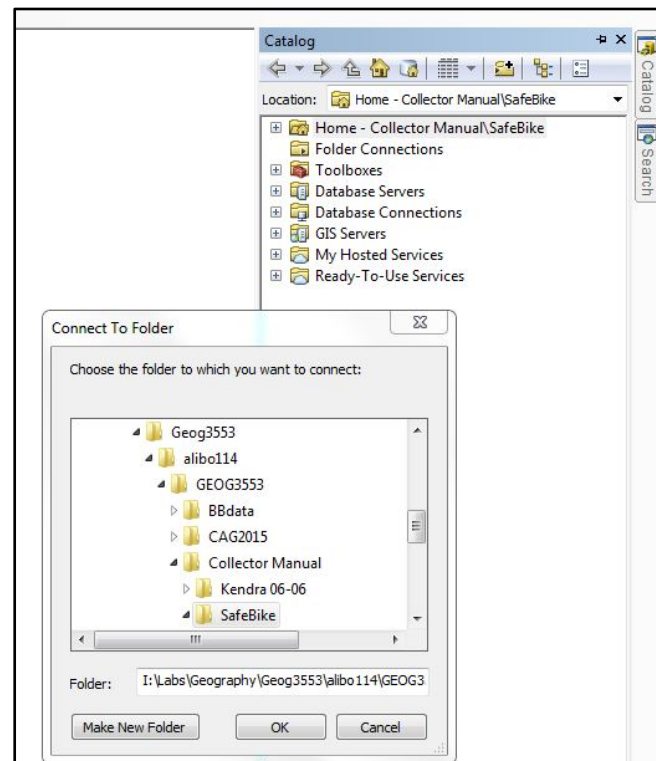 Catalog
Location: Home - Collector Manual\SafeBike
Home - Collector Manual\SafeBike
Folder Connections
Toolboxes
Database Servers
Database Connections
GIS Servers
My Hosted Services
Ready-To-Use Services
Catalog
Search
Connect To Folder
Choose the folder to which you want to connect:
Geog3553
alibo114
GEOG3553
BBdata
CAG2015
Collector Manual
Kendra 06-06
SafeBike
Folder: I:\Labs\Geography\Geog3553\alibo114\GEOG3
Make New Folder OK Cancel